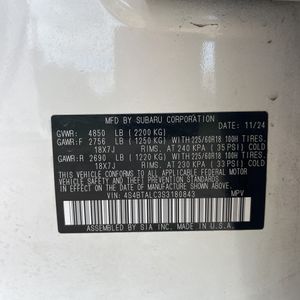 MFD BY SUBARU CORPORATION
DATE 11/24
GVWR: 4850 LB (2200 KG)
GAWR:F 2756 LB (1250 KG) WITH 225/60R18 100H TIRES.
18X7J RIMS. AT 240 KPA (35 PSI) COLD
GAWR:R 2690 LB (1220 KG) WITH 225/60R18 100H TIRES.
18X7J RIMS. AT 230 KPA (33 PSI) COLD
THIS VEHICLE CONFORMS TO ALL APPLICABLE
FEDERAL MOTOR VEHICLE SAFETY
THEFT PREVENTION STANDARDS IN EFFECT ON THE
DATE OF MANUFACTURE SHOWN ABOVE.
VIN: 4S4BTALC3S3180843 MPV
ASSEMBLED BY SIA INC. MADE IN U.S.A.